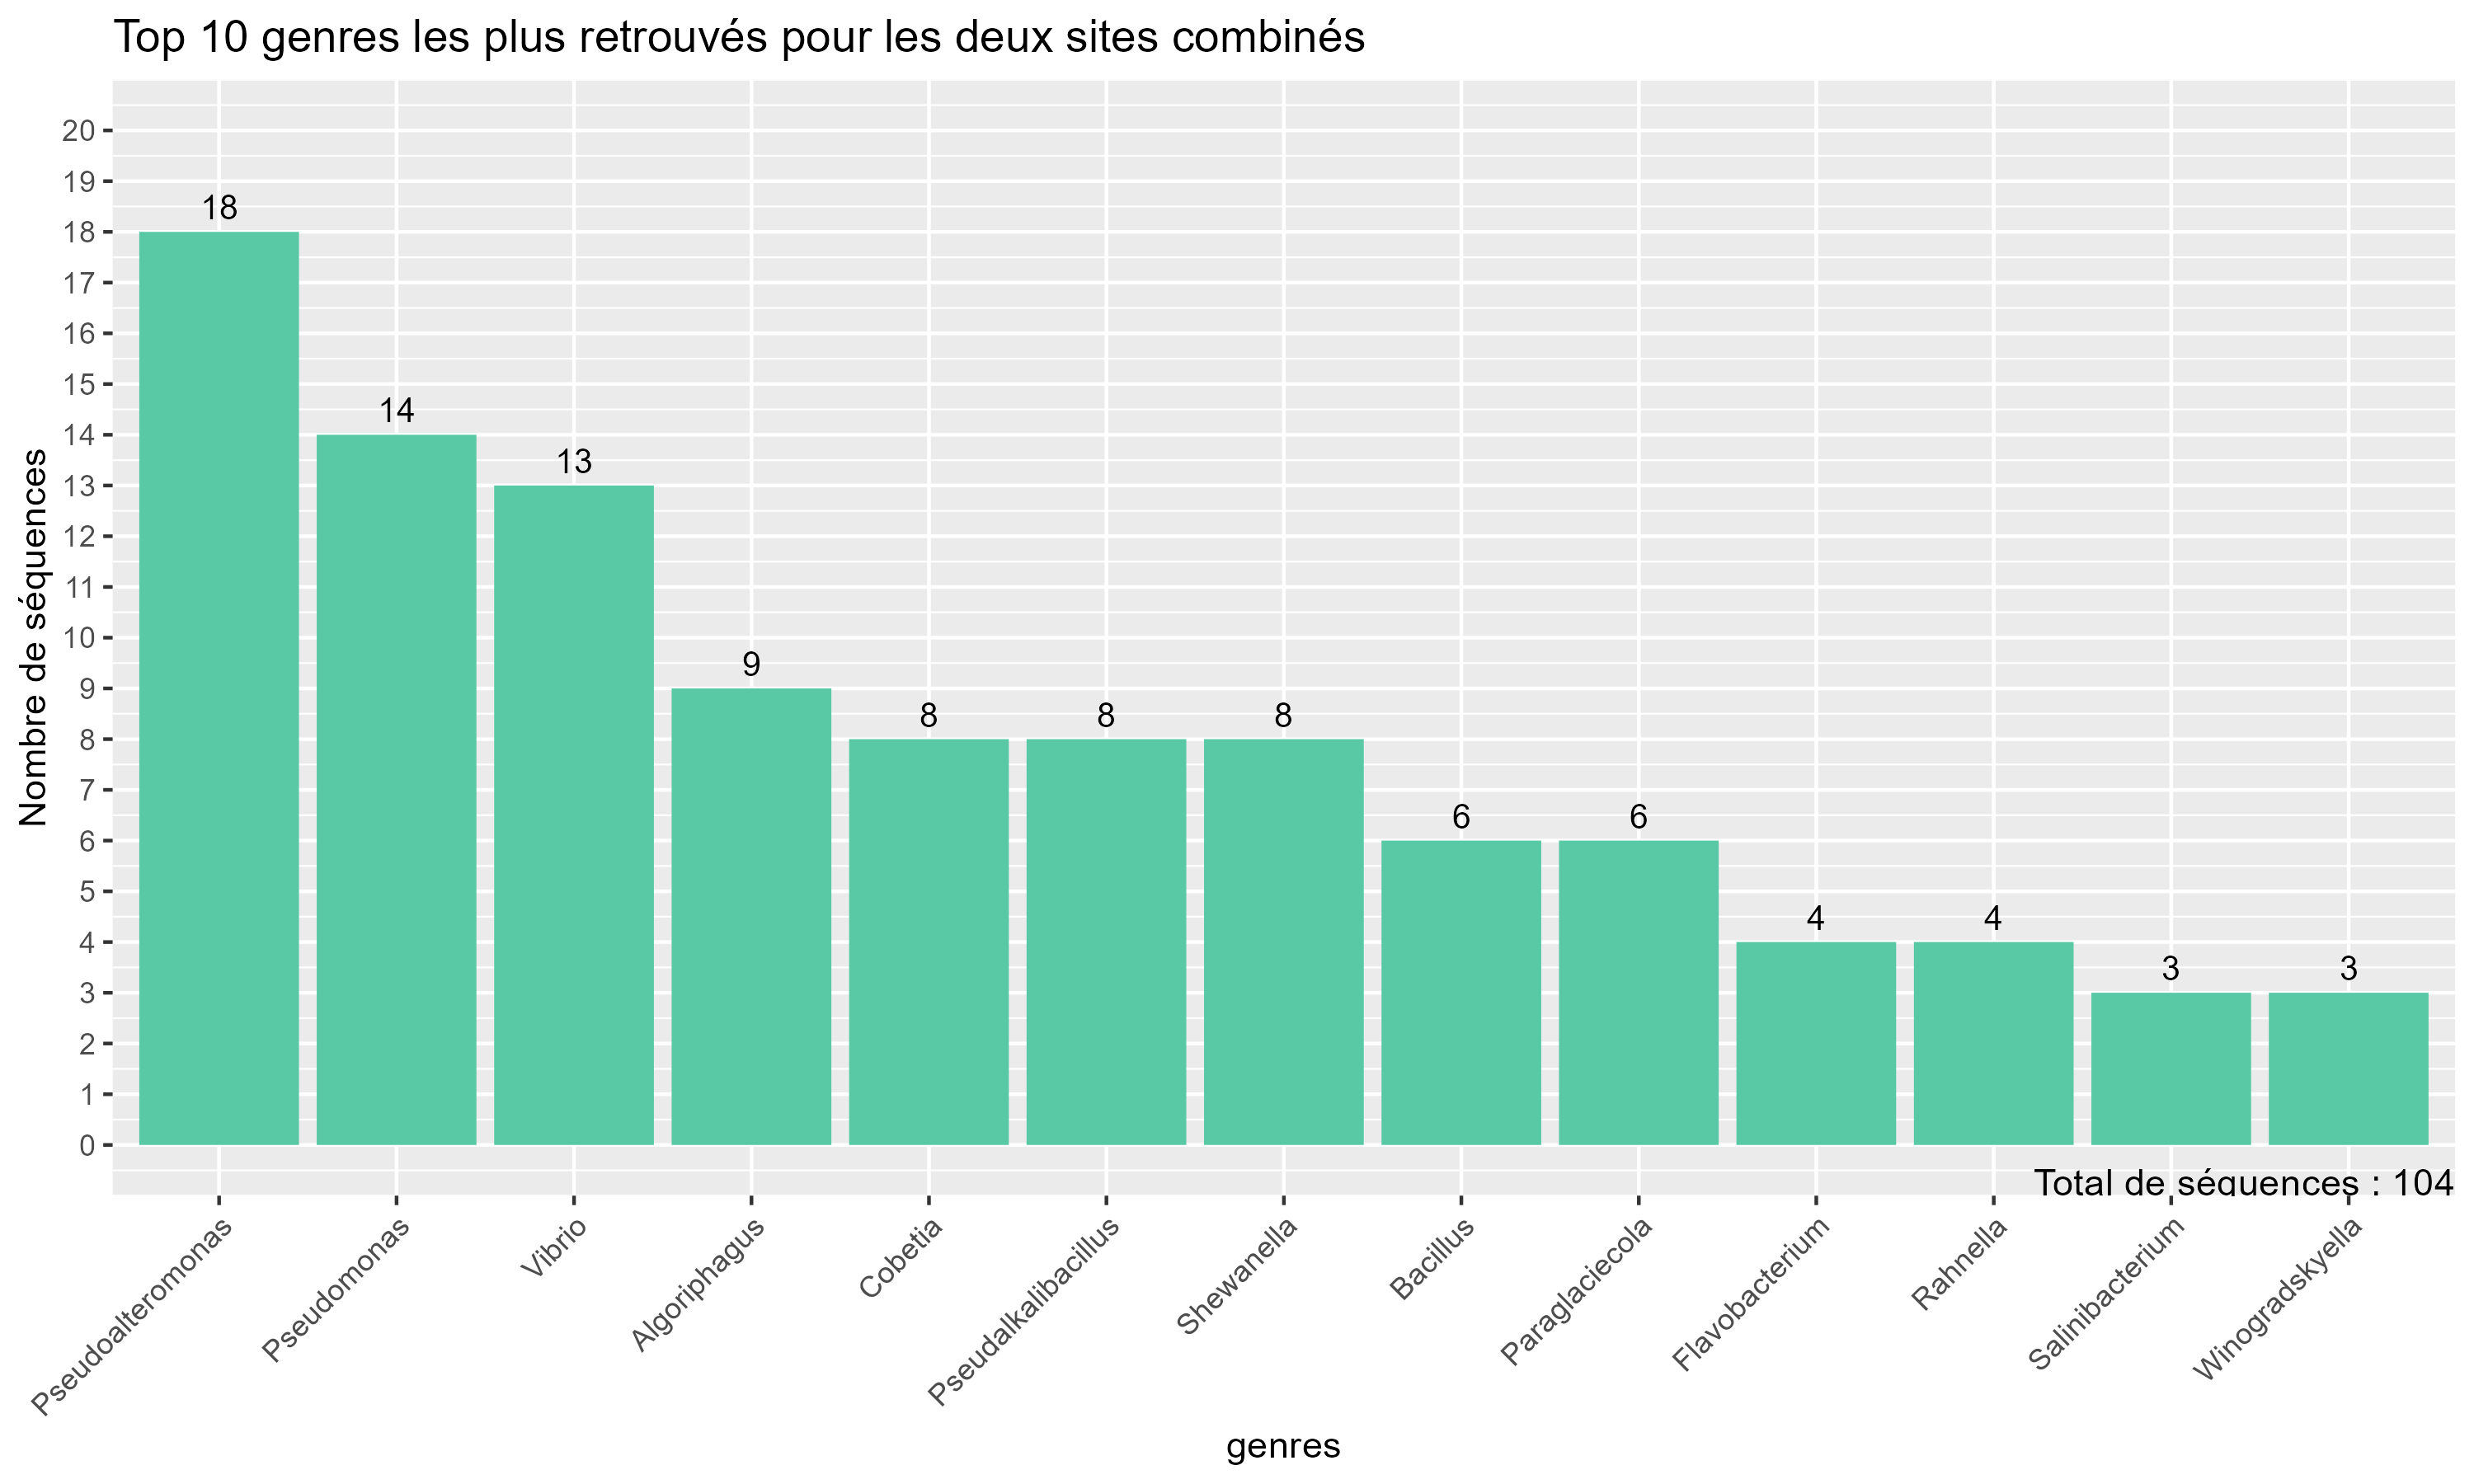 Top 10 genres les plus retrouvés pour les deux sites combinés
Nombre de séquences
20
19
18
17
16
15
14
13
12
11
10
9
8
7
6
5
4
3
2
1
0
18
14
13
9
8
8
8
6
6
4
4
3
3
Total de séquences : 104
Pseudoalteromonas
Pseudomonas
Vibrio
Algoriphagus
Cobetia
Pseudalkalibacillus
Shewanella
Bacillus
Paraglaciecola
Flavobacterium
Rahnella
Salinibacterium
Winogradskyella
genres